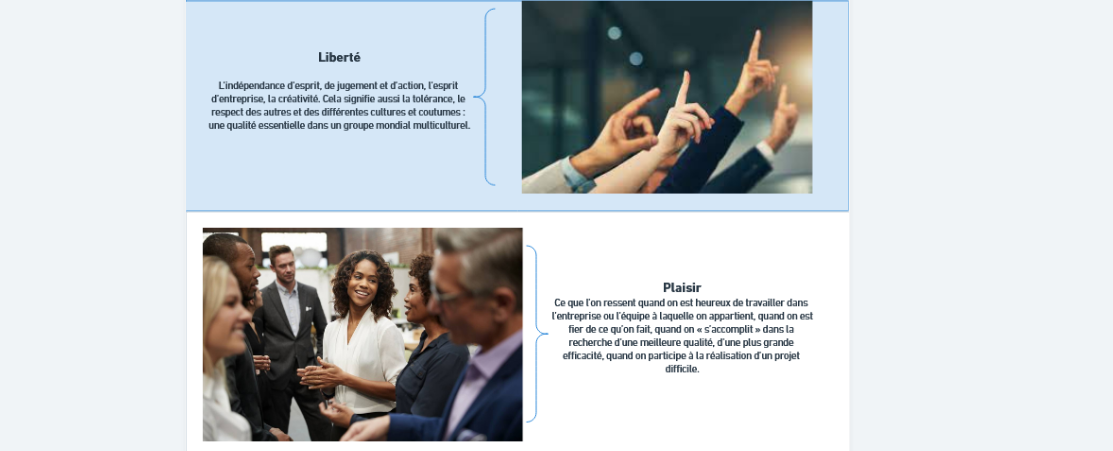 Liberté
L'indépendance d'esprit, de jugement et d'action, l'esprit
d'entreprise, la créativité. Cela signifie aussi la tolérance, le
respect des autres et des différentes cultures et coutumes :
une qualité essentielle dans un groupe mondial multiculturel.
Plaisir
Ce que l'on ressent quand on est heureux de travailler dans
l'entreprise ou l'équipe à laquelle on appartient, quand on est
fier de ce qu'on fait, quand on « s'accomplit » dans la
recherche d'une meilleure qualité, d'une plus grande
efficacité, quand on participe à la réalisation d'un projet
difficile.